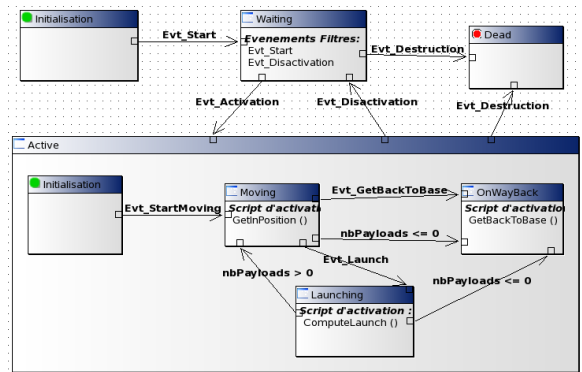 Initialisation
Waiting
Dead
Evt_Start
Evenements Filtres:
Evt_Start
Evt_Disactivation
Evt_Destruction
Evt_Activation
Evt_Disactivation
Evt_Destruction
Active
Initialisation
Moving
OnWayBack
Evt_StartMoving
Evt_GetBackToBase
Script d'activati
GetInPosition ()
Script d'activation
GetBackToBase ()
nbPayloads <= 0
Evt_Launch
nbPayloads > 0
nbPayloads <= 0
Launching
Script d'activation :
ComputeLaunch ()